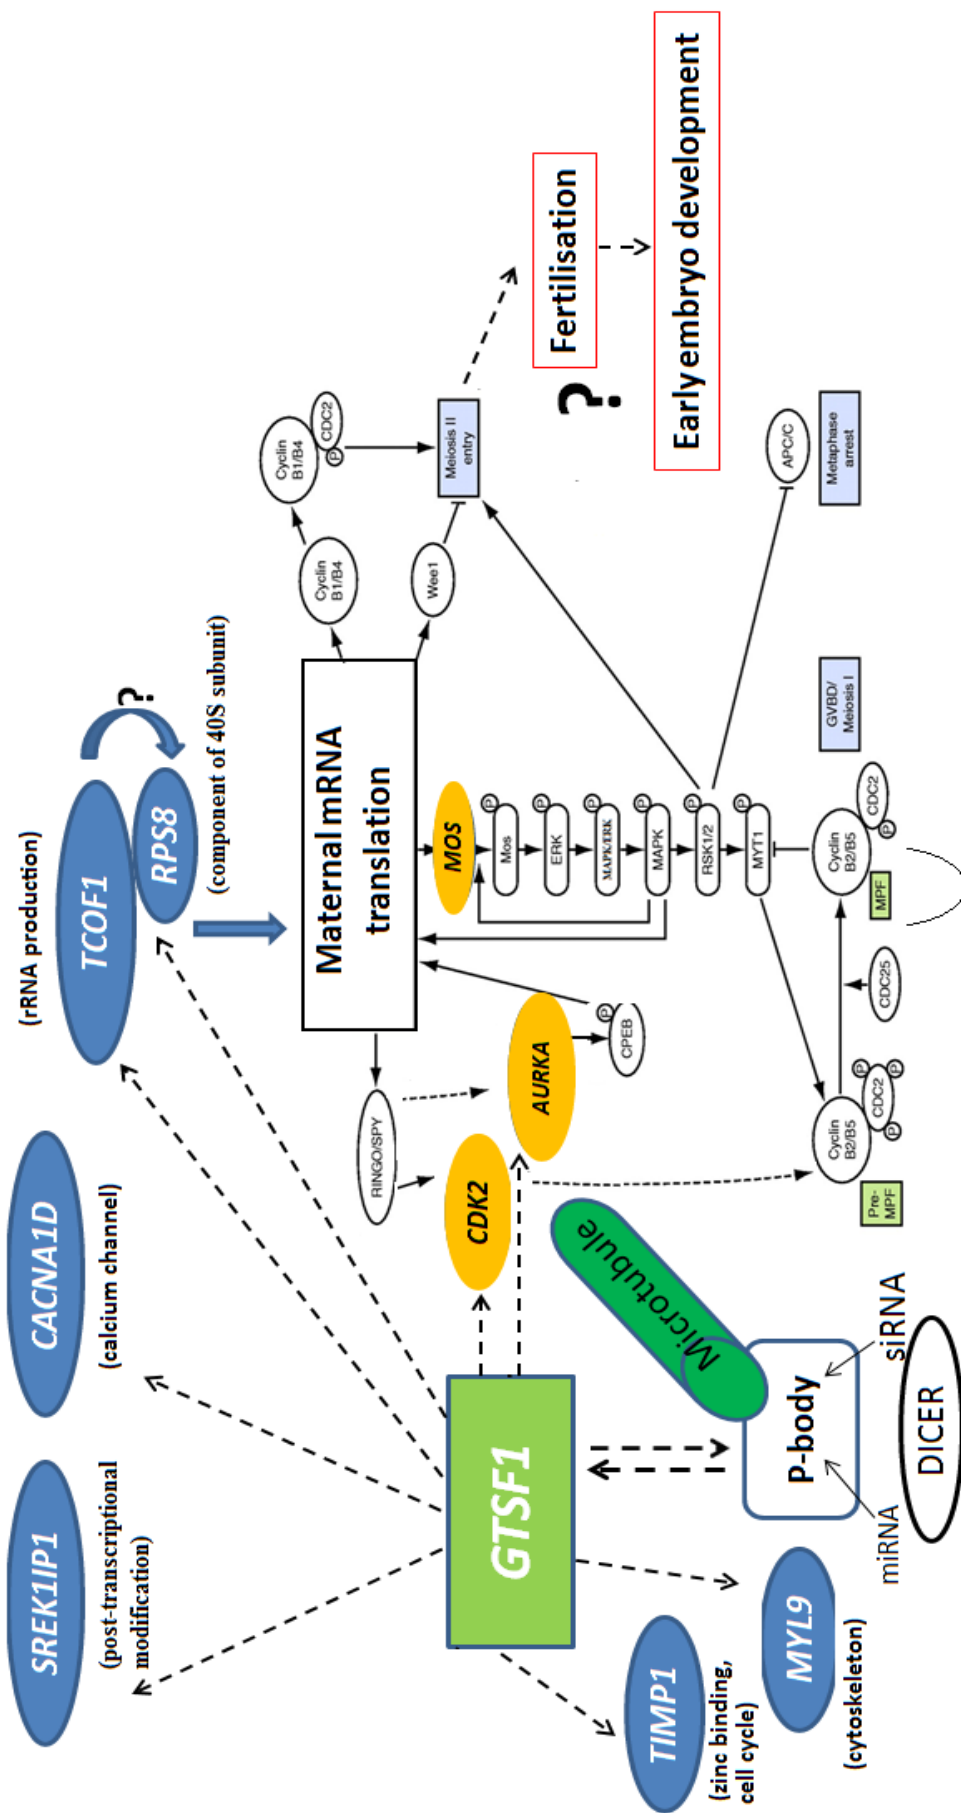 SREK1IP1
(post-transcriptional
modification)
CACNA1D
(calcium channel)
(rRNA production)
TCOF1
RPS8
?
(component of 40S subunit)
GTSF1
TIMP1
(zinc binding,
cell cycle)
MYL9
(cytoskeleton)
P-body
Microtubule
miRNA
siRNA
DICER
CDK2
AURKA
RINGO/SPY
P
CPEB
Maternal mRNA
translation
MOS
P
Mos
P
ERK
P
MAPK/ERK
P
MAPK
P
RSK1/2
P
MYT1
Cyclin
B1/B4
Cyclin
B1/B4
CDC2
P
Wee1
Meiosis II
entry
Fertilisation
?
Early embryo development
APC/C
Metaphase
arrest
GVBD/
Meiosis I
Cyclin
B2/B5
CDC2
P
MPF
CDC25
Cyclin
B2/B5
P
CDC2
P
P
Pre-
MPF